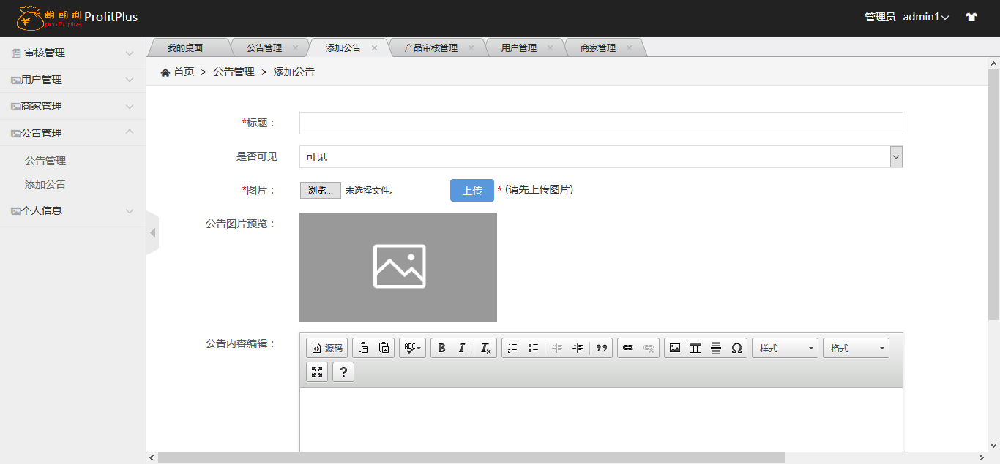 朝朝利 ProfitPlus
profit plus
管理员 admin1
审核管理
用户管理
商家管理
公告管理
公告管理
添加公告
个人信息
我的桌面 公告管理 添加公告 产品审核管理 用户管理 商家管理
首页 > 公告管理 > 添加公告
*标题：
是否可见 可见
*图片： 浏览... 未选择文件。 上传 * (请先上传图片)
公告图片预览：
公告内容编辑： 源码 ABC B I Ix 样式 格式
?